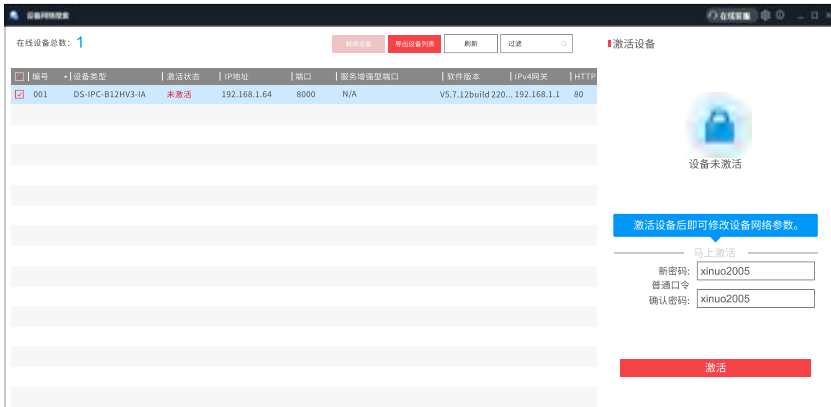 设备网络搜索
在线客服
在线设备总数: 1
解绑设备 导出设备列表 刷新 过滤
激活设备
编号 设备类型 激活状态 IP地址 端口 服务增强型端口 软件版本 IPv4网关 HTTP
001 DS-IPC-B12HV3-IA 未激活 192.168.1.64 8000 N/A V5.7.12build 220... 192.168.1.1 80
设备未激活
激活设备后即可修改设备网络参数。
马上激活
新密码: xinuo2005
普通口令
确认密码: xinuo2005
激活